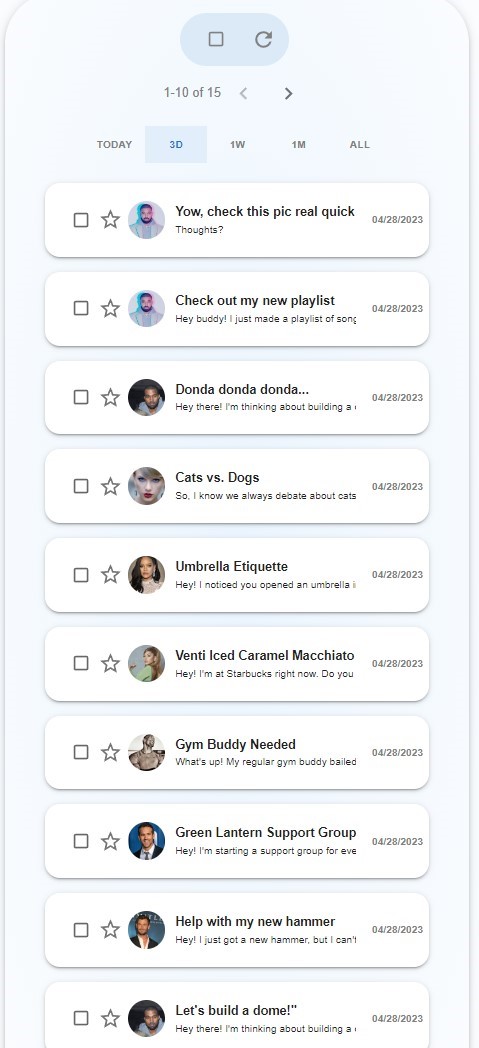 1-10 of 15
TODAY 3D 1W 1M ALL
Yow, check this pic real quick
Thoughts?
04/28/2023
Check out my new playlist
Hey buddy! I just made a playlist of song
04/28/2023
Donda donda donda...
Hey there! I'm thinking about building a
04/28/2023
Cats vs. Dogs
So, I know we always debate about cats
04/28/2023
Umbrella Etiquette
Hey! I noticed you opened an umbrella
04/28/2023
Venti Iced Caramel Macchiato
Hey! I'm at Starbucks right now. Do you
04/28/2023
Gym Buddy Needed
What's up! My regular gym buddy bailed
04/28/2023
Green Lantern Support Group
Hey! I'm starting a support group for eve
04/28/2023
Help with my new hammer
Hey! I just got a new hammer, but I can't
04/28/2023
Let's build a dome!"
Hey there! I'm thinking about building a
04/28/2023